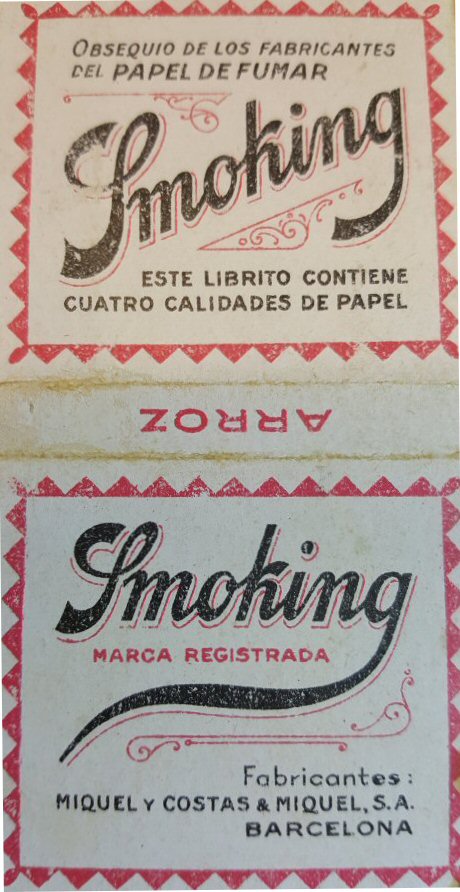 OBSEQUIO DE LOS FABRICANTES
DEL PAPEL DE FUMAR
Smoking
ESTE LIBRITO CONTIENE
CUATRO CALIDADES DE PAPEL
ARROZ
Smoking
MARCA REGISTRADA
Fabricantes:
MIQUEL Y COSTAS & MIQUEL, S.A.
BARCELONA